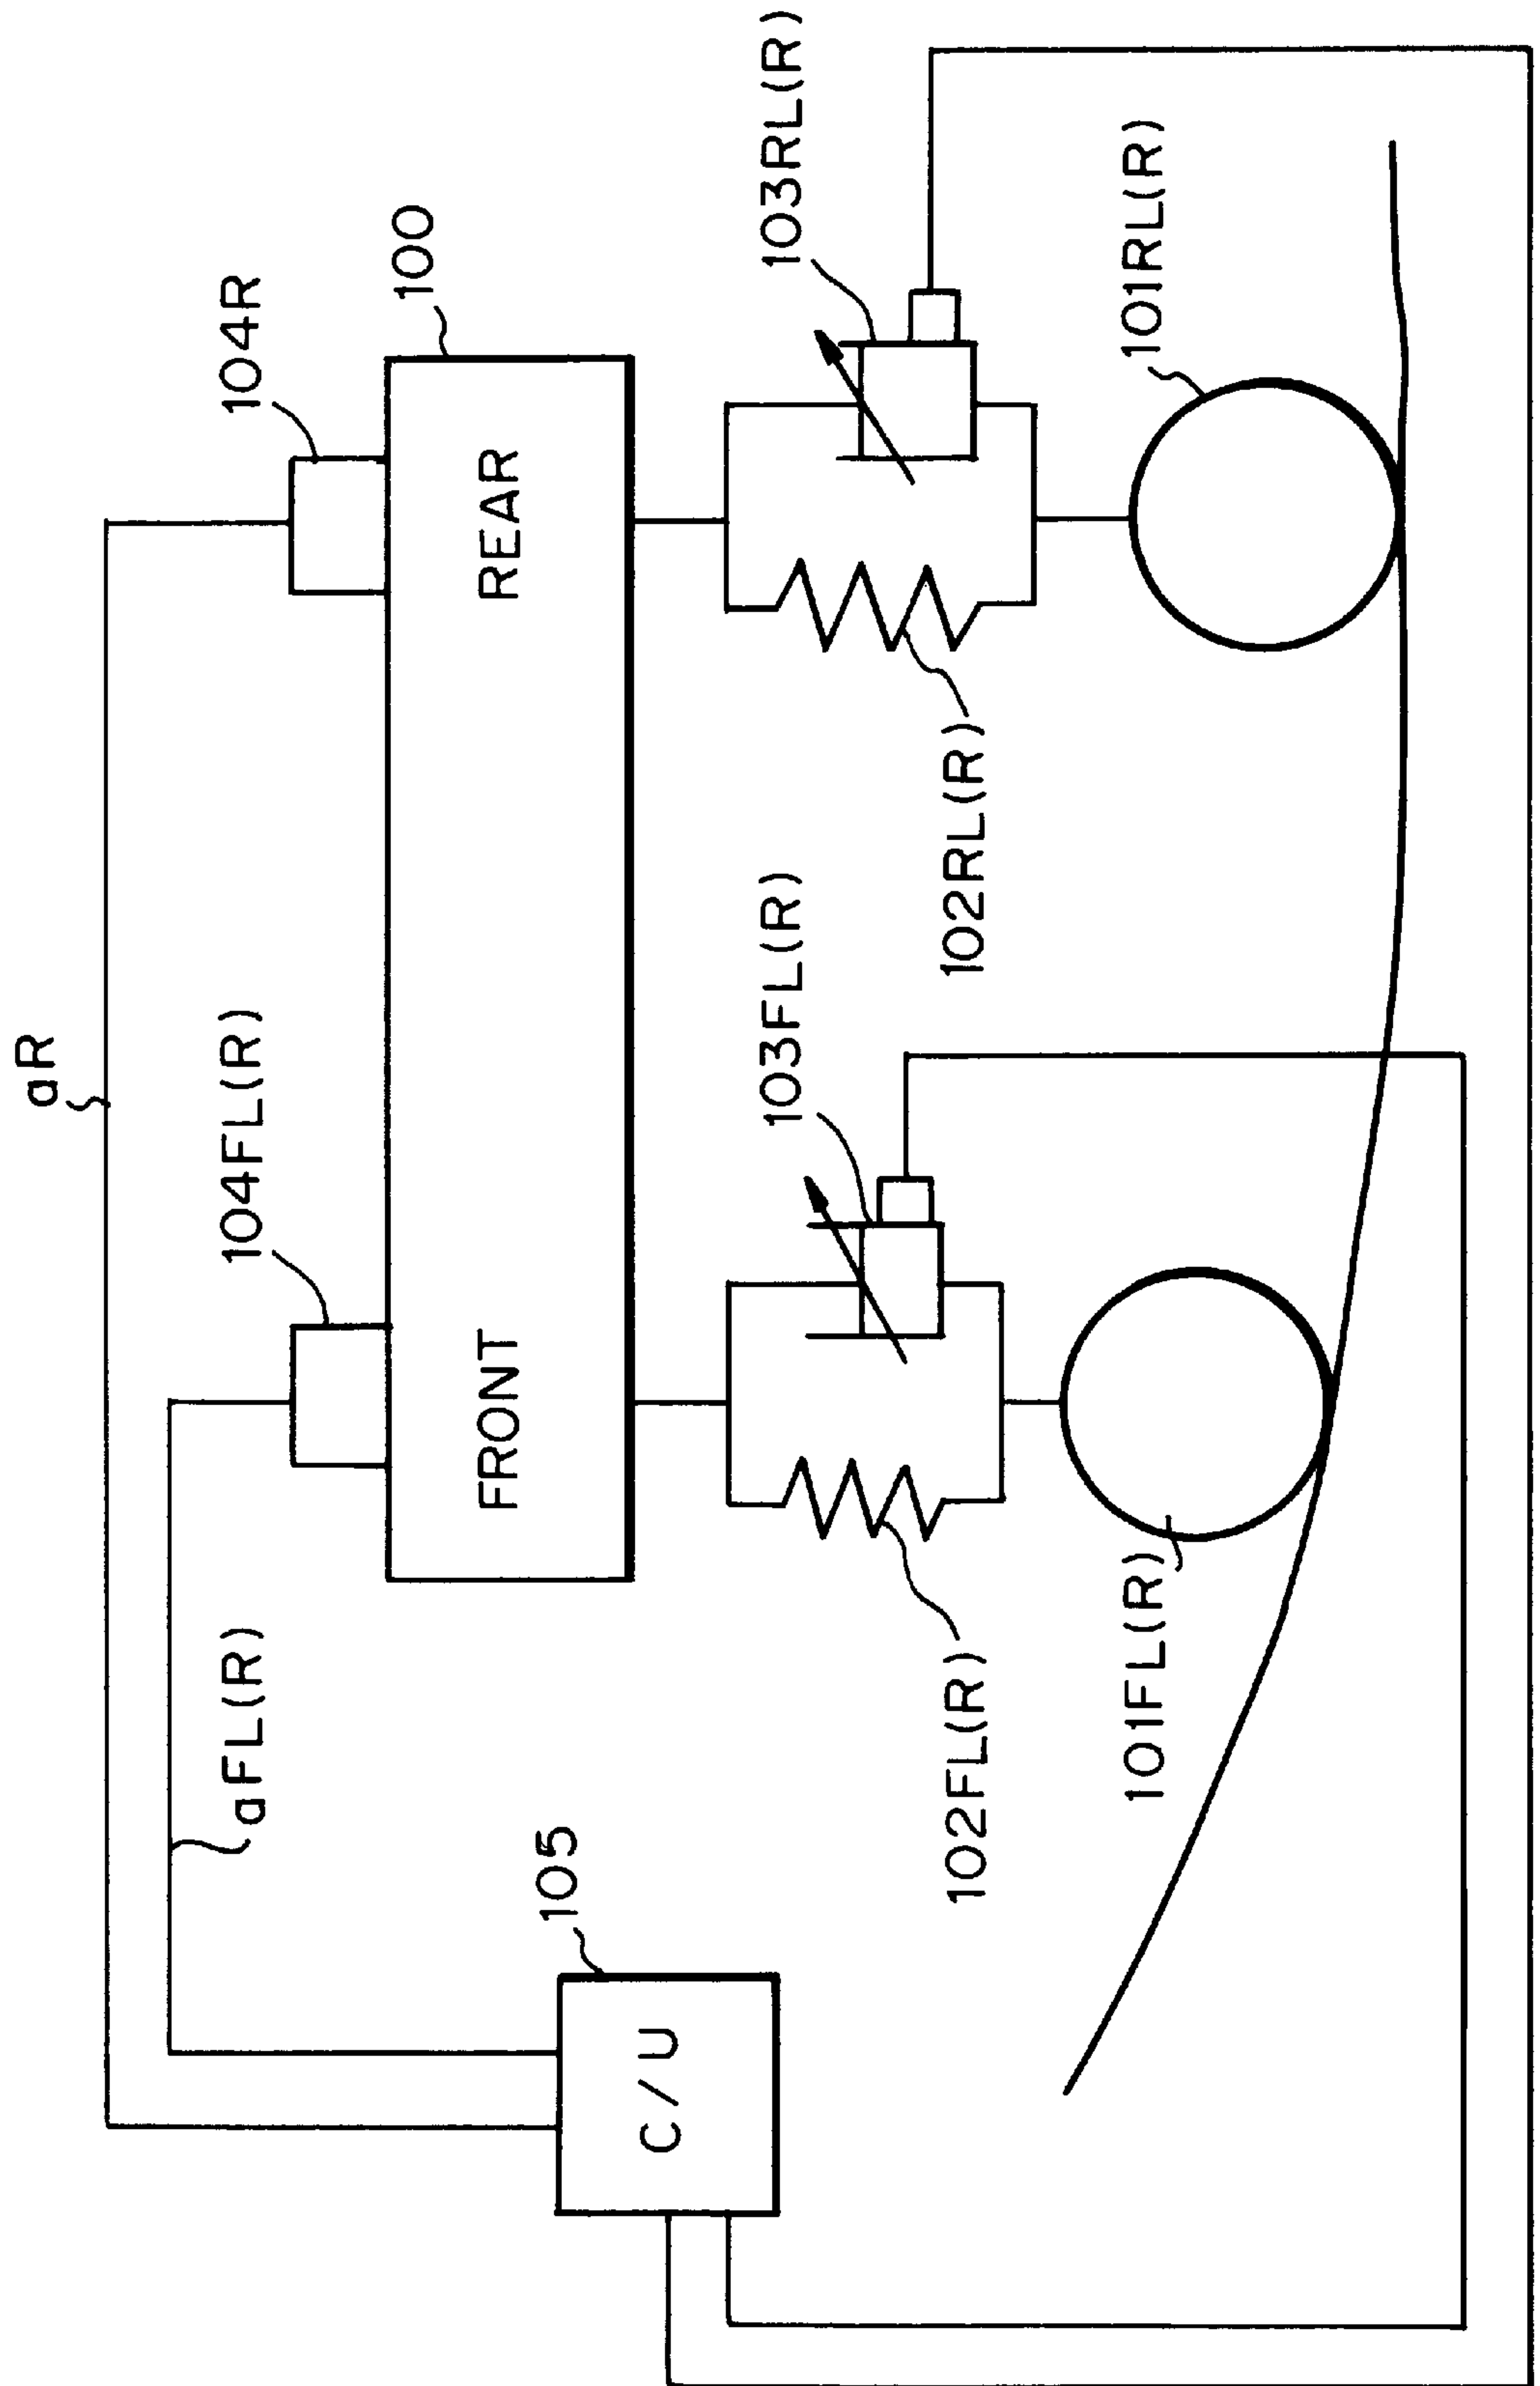 aR
104FL(R)
104R
aFL(R)
100
105
FRONT
REAR
C/U
103FL(R)
103RL(R)
102FL(R)
102RL(R)
101FL(R)
101RL(R)